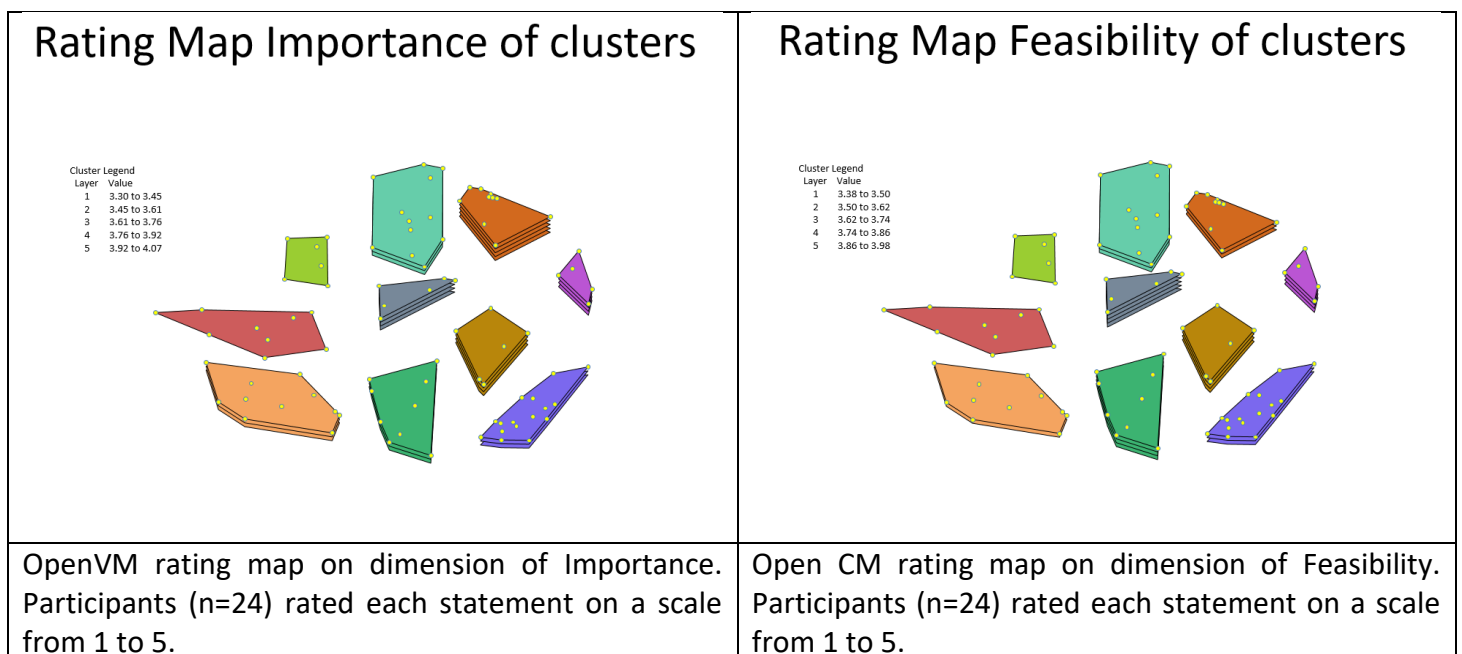 Rating Map Importance of clusters
Cluster Legend
Layer Value
1 3.30 to 3.45
2 3.45 to 3.61
3 3.61 to 3.76
4 3.76 to 3.92
5 3.92 to 4.07
OpenVM rating map on dimension of Importance.
Participants (n=24) rated each statement on a scale
from 1 to 5.
Rating Map Feasibility of clusters
Cluster Legend
Layer Value
1 3.38 to 3.50
2 3.50 to 3.62
3 3.62 to 3.74
4 3.74 to 3.86
5 3.86 to 3.98
Open CM rating map on dimension of Feasibility.
Participants (n=24) rated each statement on a scale
from 1 to 5.